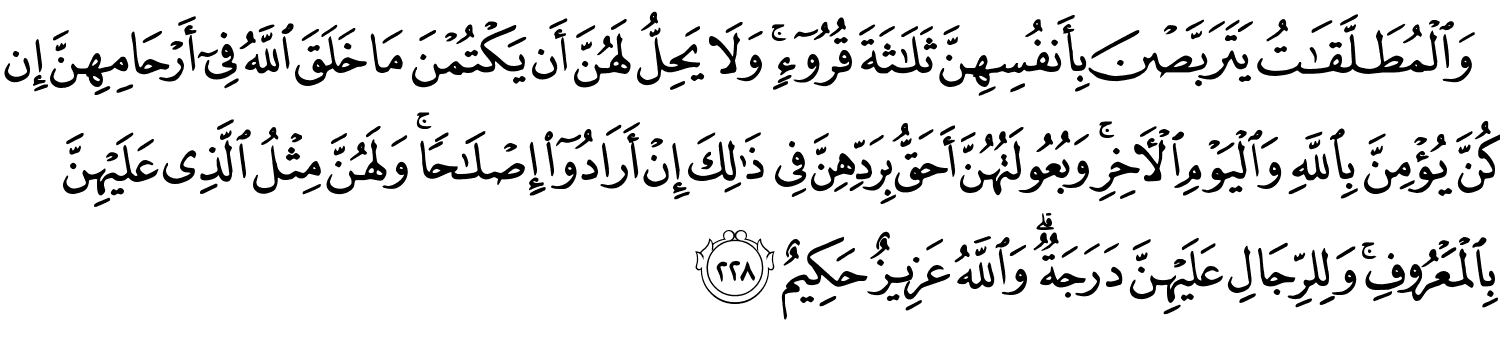 وَٱلْمُطَلَّقَـٰتُ يَتَرَبَّصْنَ بِأَنفُسِهِنَّ ثَلَـٰثَةَ قُرُوٓءٍ ۚ وَلَا يَحِلُّ لَهُنَّ أَن يَكْتُمْنَ مَا خَلَقَ ٱللَّهُ فِىٓ أَرْحَامِهِنَّ إِن
كُنَّ يُؤْمِنَّ بِٱللَّهِ وَٱلْيَوْمِ ٱلْـَٔاخِرِ ۚ وَبُعُولَتُهُنَّ أَحَقُّ بِرَدِّهِنَّ فِى ذَٰلِكَ إِنْ أَرَادُوٓا۟ إِصْلَـٰحًا ۚ وَلَهُنَّ مِثْلُ ٱلَّذِى عَلَيْهِنَّ
بِٱلْمَعْرُوفِ ۚ وَلِلرِّجَالِ عَلَيْهِنَّ دَرَجَةٌ ۗ وَٱللَّهُ عَزِيزٌ حَكِيمٌ ٢٢٨